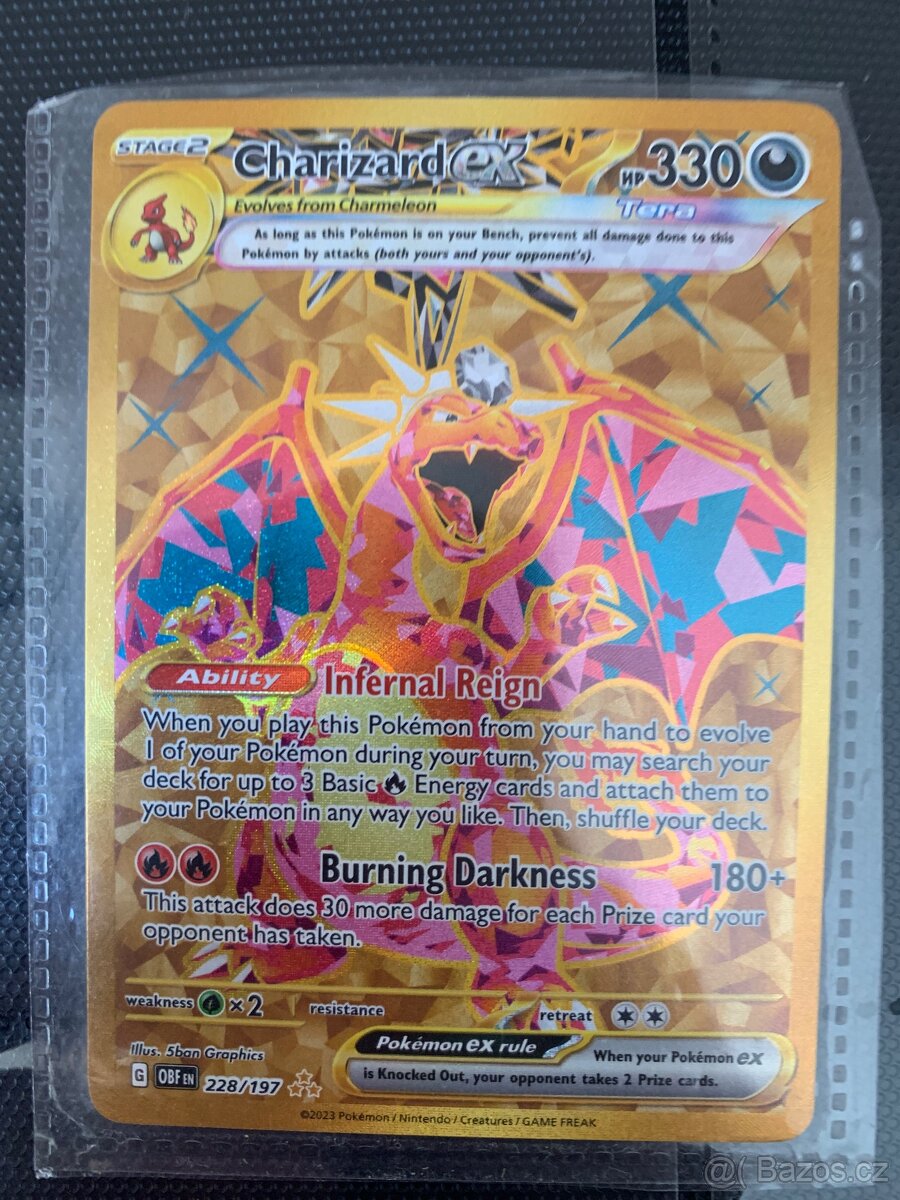 STAGE2
Charizard ex
HP 330
Evolves from Charmeleon
Tera
As long as this Pokémon is on your Bench, prevent all damage done to this
Pokémon by attacks (both yours and your opponent's).
Ability Infernal Reign
When you play this Pokémon from your hand to evolve
1 of your Pokémon during your turn, you may search your
deck for up to 3 Basic Energy cards and attach them to
your Pokémon in any way you like. Then, shuffle your deck.
Burning Darkness 180+
This attack does 30 more damage for each Prize card your
opponent has taken.
weakness ×2 resistance retreat
Illus. 5ban Graphics
G OBF EN 228/197
Pokémon ex rule
When your Pokémon ex
is Knocked Out, your opponent takes 2 Prize cards.
©2023 Pokémon / Nintendo / Creatures / GAME FREAK
@( Bazos.cz